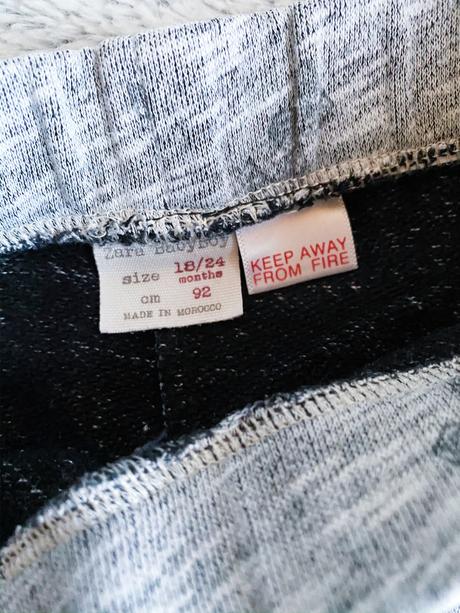 Zara BabyBoy
size 18/24 months
cm 92
MADE IN MOROCCO
KEEP AWAY
FROM FIRE